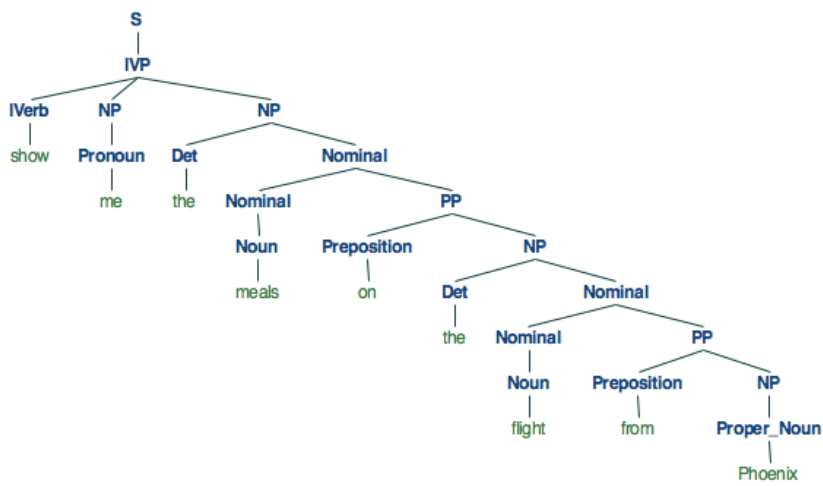 S
IVP
IVerb NP NP
show Pronoun Det Nominal
me the Nominal PP
Noun Preposition NP
meals on Det Nominal
the Nominal PP
Noun Preposition NP
flight from Proper_Noun
Phoenix